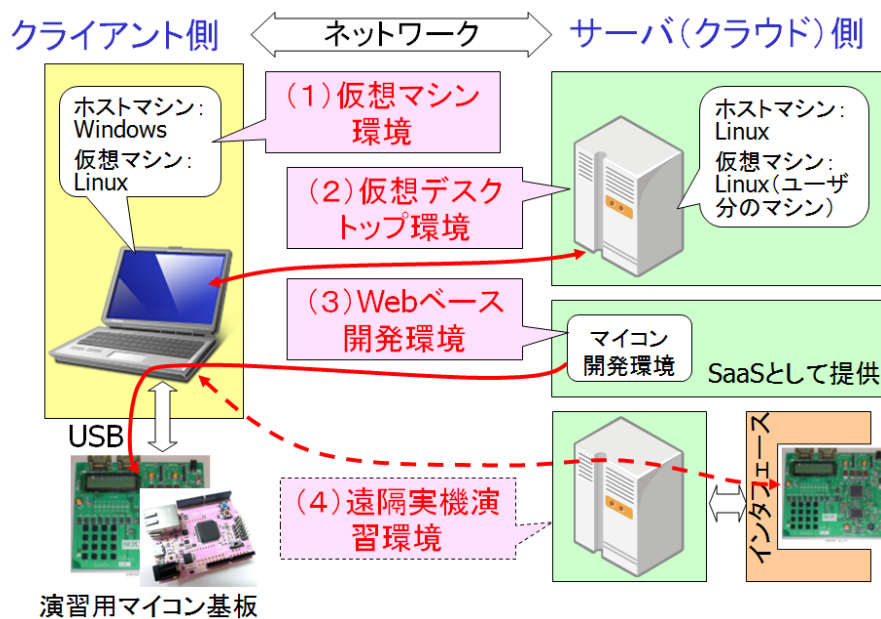 クライアント側
ネットワーク
サーバ(クラウド)側
ホストマシン:
Windows
仮想マシン:
Linux
(1)仮想マシン
環境
(2)仮想デスク
トップ環境
ホストマシン:
Linux
仮想マシン:
Linux(ユーザ
分のマシン)
(3)Webベース
開発環境
マイコン
開発環境
SaaSとして提供
USB
(4)遠隔実機演
習環境
インタフェース
演習用マイコン基板